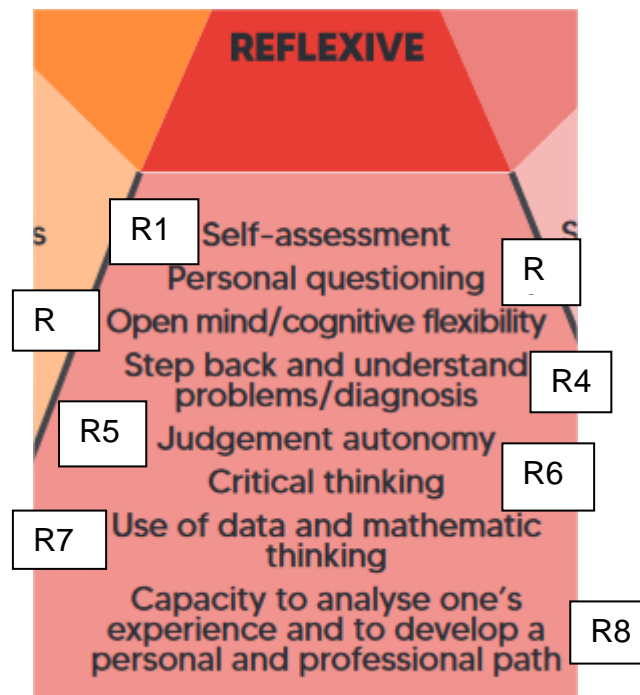 REFLEXIVE
s
R1 Self-assessment S
Personal questioning R
R Open mind/cognitive flexibility
Step back and understand
problems/diagnosis R4
R5 Judgement autonomy
Critical thinking R6
R7 Use of data and mathematic
thinking
Capacity to analyse one's
experience and to develop a R8
personal and professional path